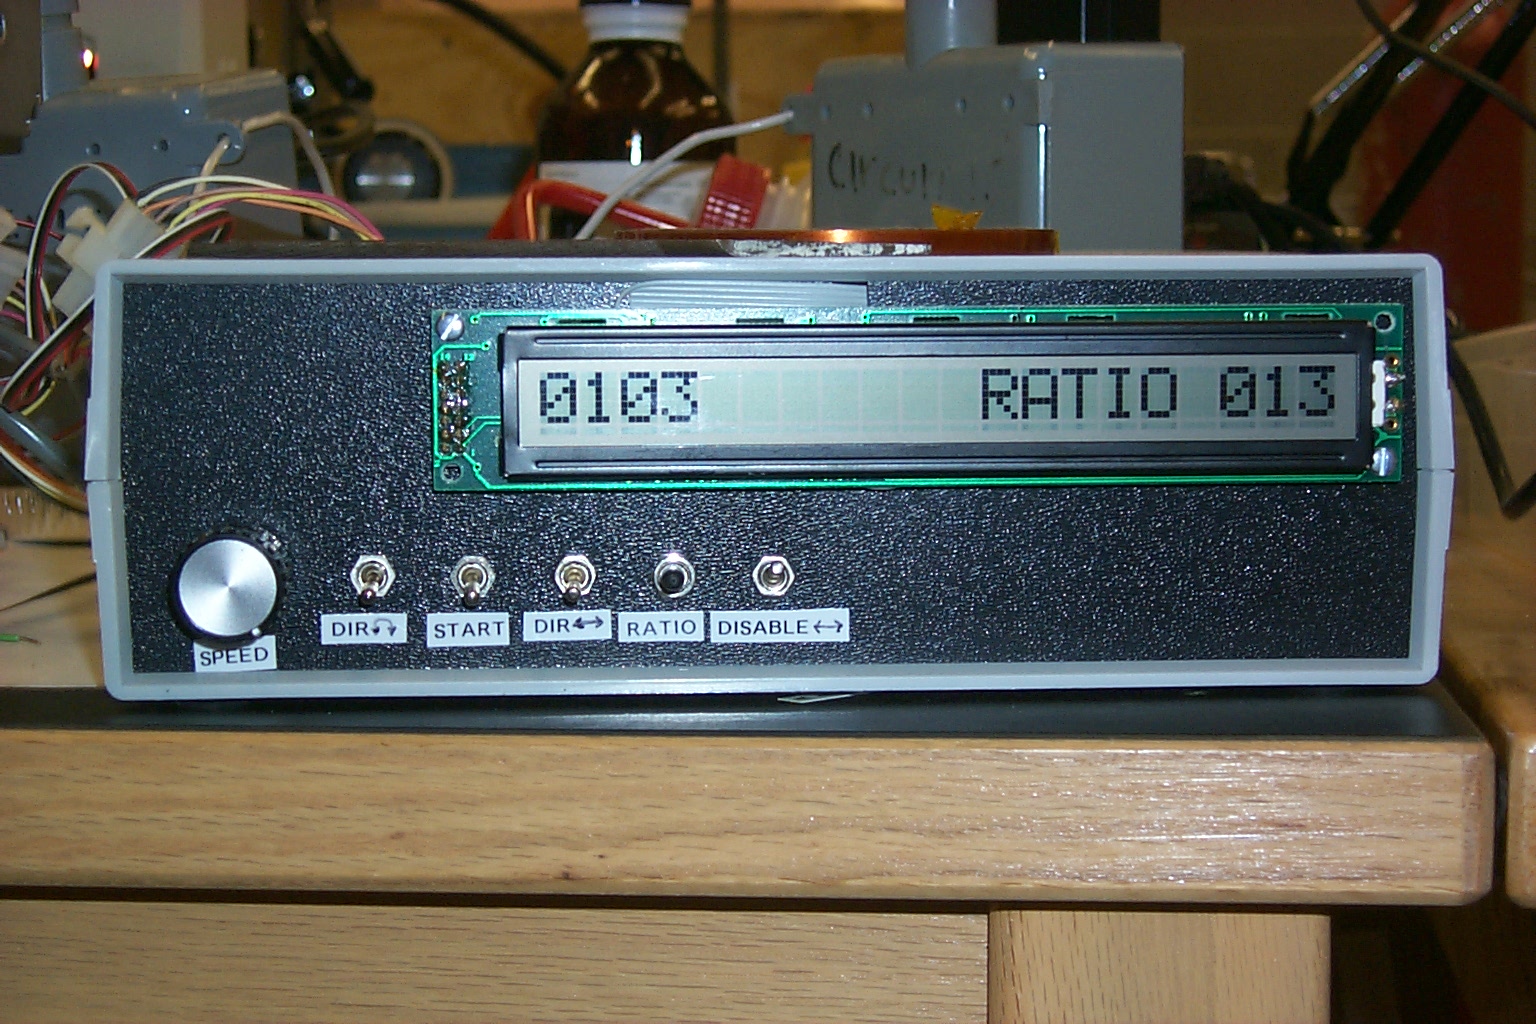 0103 RATIO 013
DIR START DIR RATIO DISABLE
SPEED